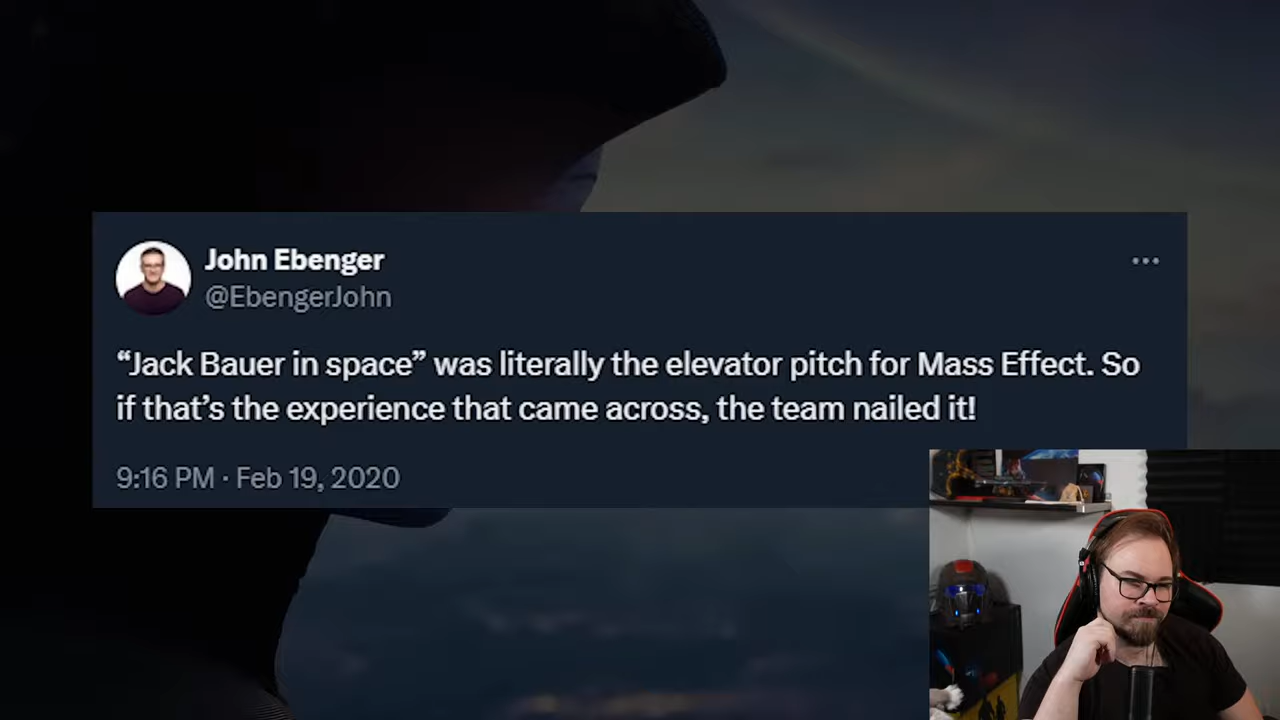 John Ebenger
@EbengerJohn
“Jack Bauer in space” was literally the elevator pitch for Mass Effect. So
if that’s the experience that came across, the team nailed it!
9:16 PM · Feb 19, 2020